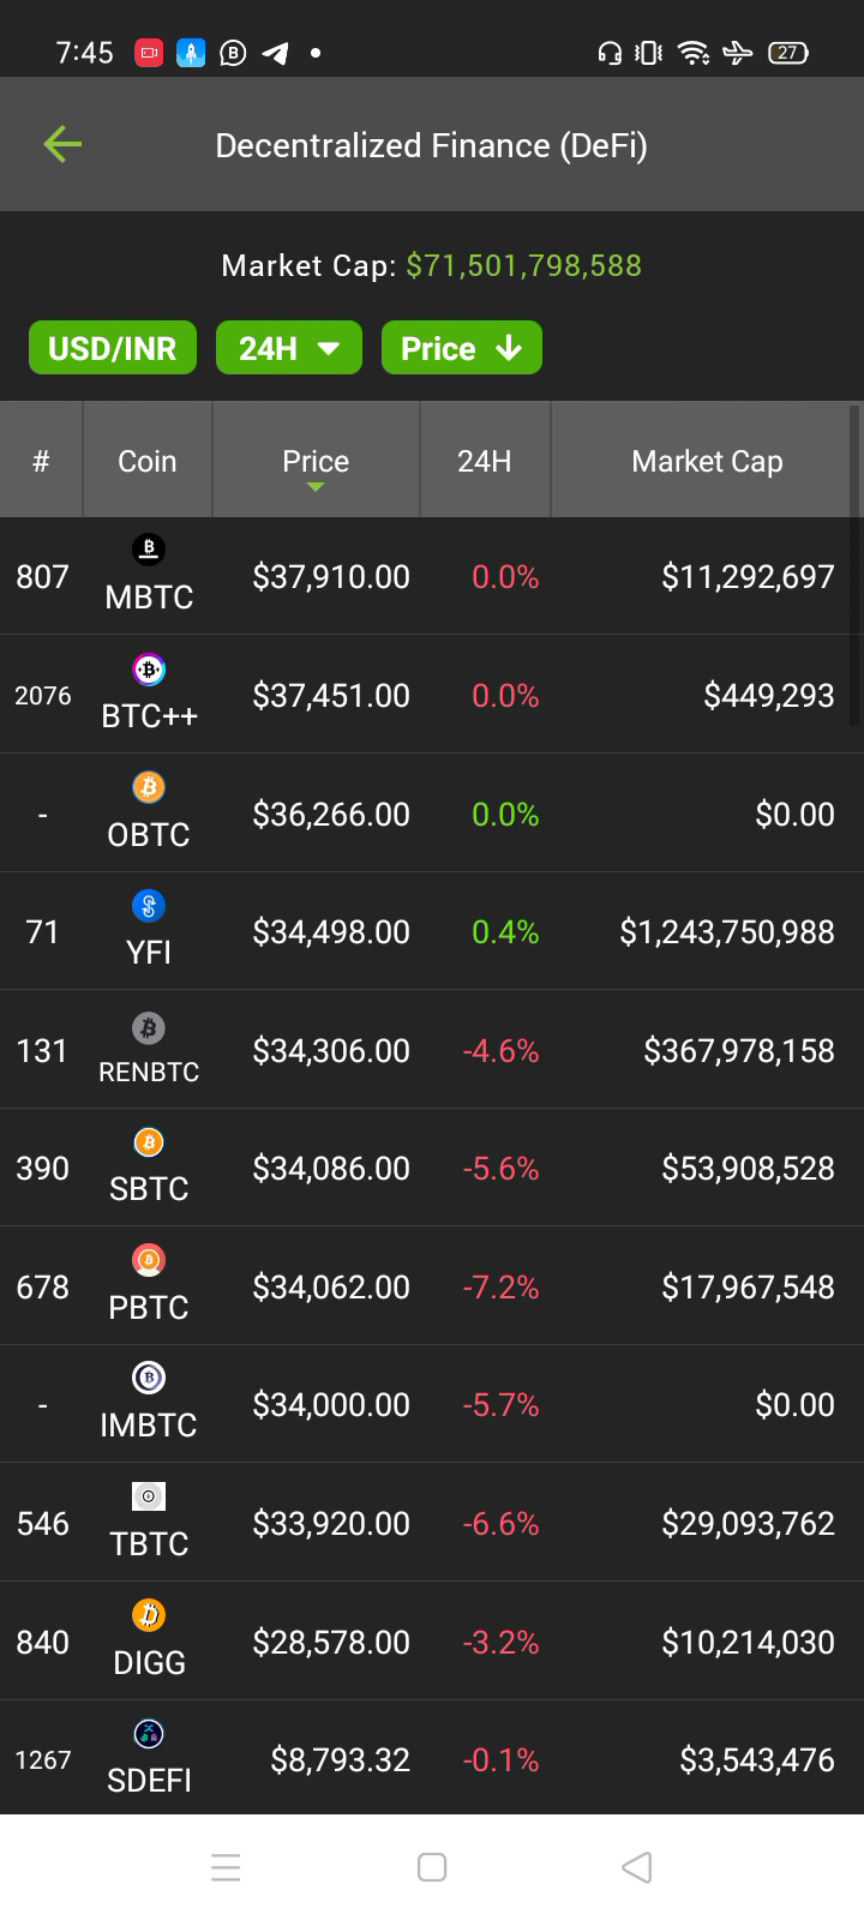 7:45
27
Decentralized Finance (DeFi)
Market Cap: $71,501,798,588
USD/INR 24H Price
# Coin Price 24H Market Cap
807 MBTC $37,910.00 0.0% $11,292,697
2076 BTC++ $37,451.00 0.0% $449,293
- OBTC $36,266.00 0.0% $0.00
71 YFI $34,498.00 0.4% $1,243,750,988
131 RENBTC $34,306.00 -4.6% $367,978,158
390 SBTC $34,086.00 -5.6% $53,908,528
678 PBTC $34,062.00 -7.2% $17,967,548
- IMBTC $34,000.00 -5.7% $0.00
546 TBTC $33,920.00 -6.6% $29,093,762
840 DIGG $28,578.00 -3.2% $10,214,030
1267 SDEFI $8,793.32 -0.1% $3,543,476